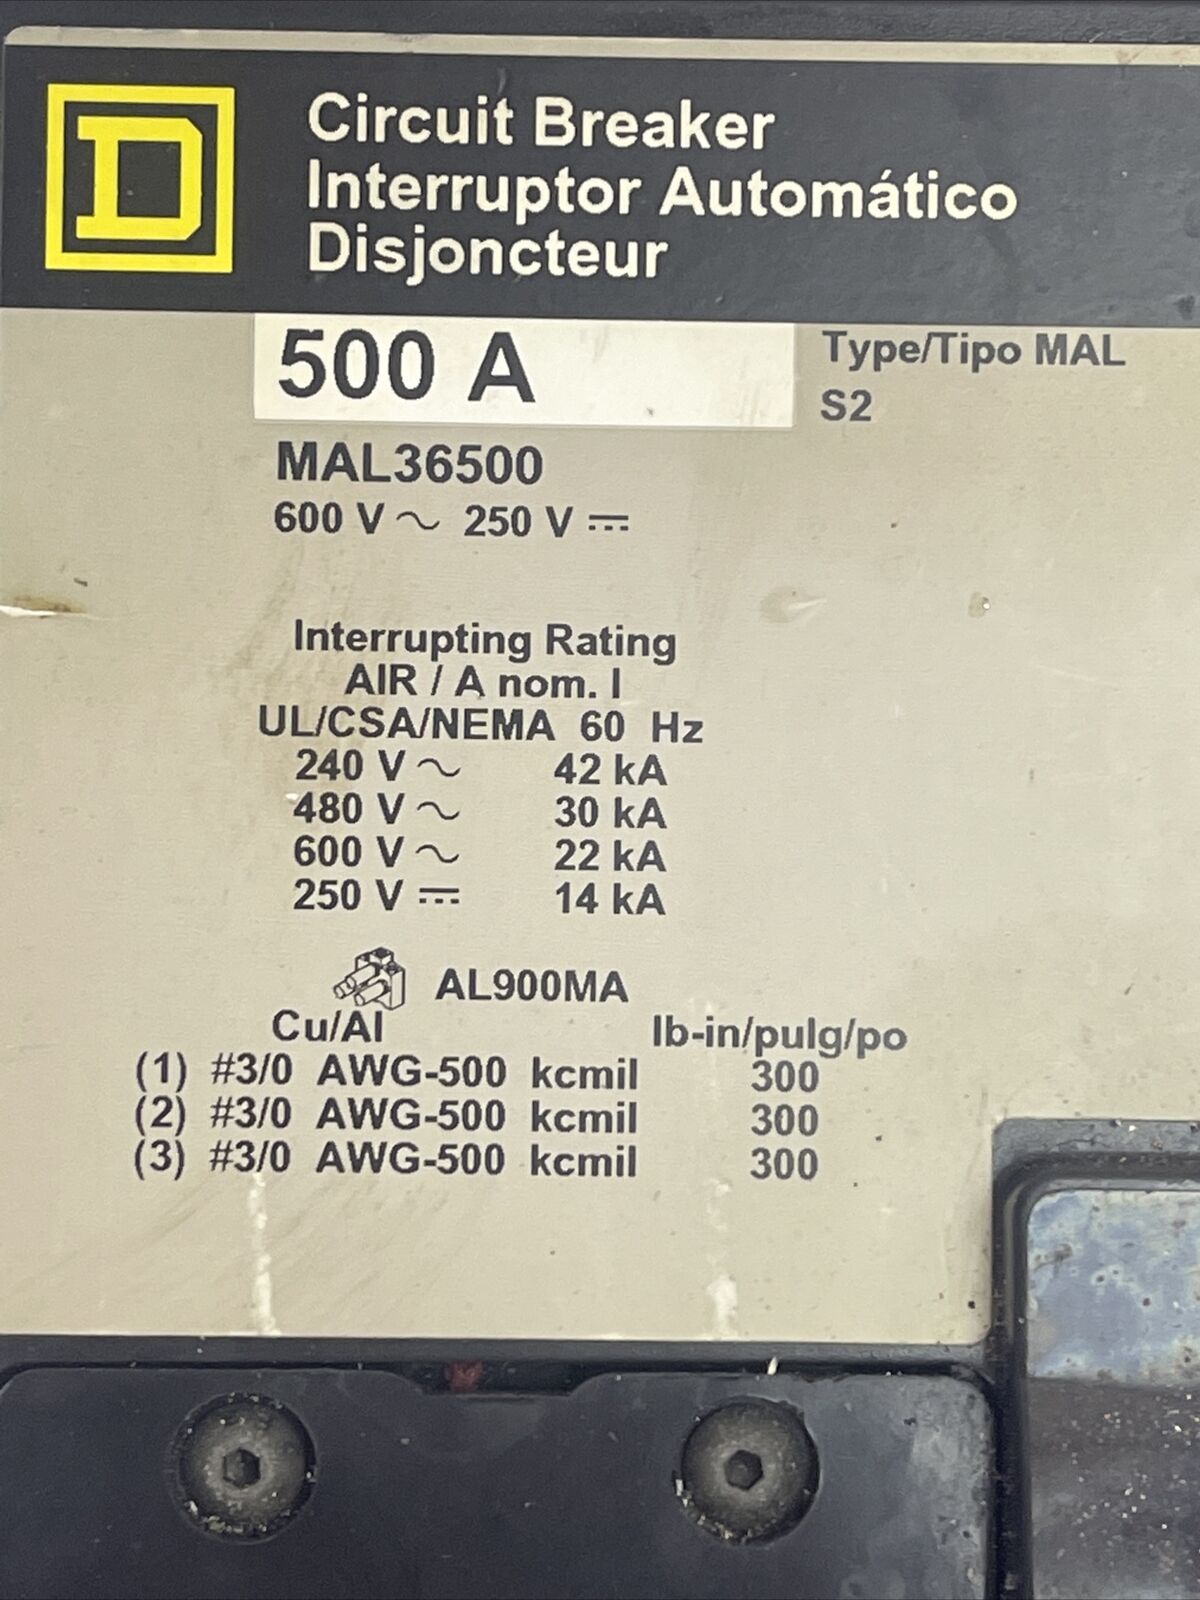 D
Circuit Breaker
Interruptor Automático
Disjoncteur
500 A
Type/Tipo MAL
S2
MAL36500
600 V ~ 250 V ⎓
Interrupting Rating
AIR / A nom. I
UL/CSA/NEMA 60 Hz
240 V ~ 42 kA
480 V ~ 30 kA
600 V ~ 22 kA
250 V ⎓ 14 kA
AL900MA
Cu/Al lb-in/pulg/po
(1) #3/0 AWG-500 kcmil 300
(2) #3/0 AWG-500 kcmil 300
(3) #3/0 AWG-500 kcmil 300